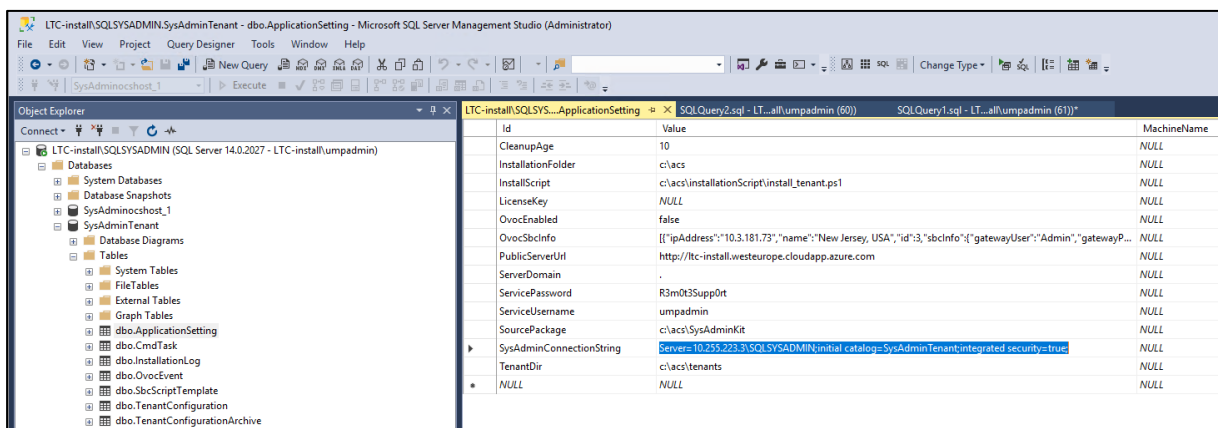 LTC-install\SQLSYSADMIN.SysAdminTenant - dbo.ApplicationSetting - Microsoft SQL Server Management Studio (Administrator)
File Edit View Project Query Designer Tools Window Help
New Query Change Type
SysAdminocshost_1 Execute
Object Explorer
Connect
LTC-install\SQLSYSADMIN (SQL Server 14.0.2027 - LTC-install\umpadmin)
Databases
System Databases
Database Snapshots
SysAdminocshost_1
SysAdminTenant
Database Diagrams
Tables
System Tables
FileTables
External Tables
Graph Tables
dbo.ApplicationSetting
dbo.CmdTask
dbo.InstallationLog
dbo.OvocEvent
dbo.SbcScriptTemplate
dbo.TenantConfiguration
dbo.TenantConfigurationArchive
LTC-install\SQLSYS....ApplicationSetting SQLQuery2.sql - LT...all\umpadmin (60)) SQLQuery1.sql - LT...all\umpadmin (61))*
Id Value MachineName
CleanupAge 10 NULL
InstallationFolder c:\acs NULL
InstallScript c:\acs\installationScript\install_tenant.ps1 NULL
LicenseKey NULL NULL
OvocEnabled false NULL
OvocSbcInfo [{"ipAddress":"10.3.181.73","name":"New Jersey, USA","id":3,"sbcInfo":{"gatewayUser":"Admin","gatewayP... NULL
PublicServerUrl http://ltc-install.westeurope.cloudapp.azure.com NULL
ServerDomain . NULL
ServicePassword R3m0t3Supp0rt NULL
ServiceUsername umpadmin NULL
SourcePackage c:\acs\SysAdminKit NULL
SysAdminConnectionString Server=10.255.223.3\SQLSYSADMIN;initial catalog=SysAdminTenant;integrated security=true; NULL
TenantDir c:\acs\tenants NULL
NULL NULL NULL